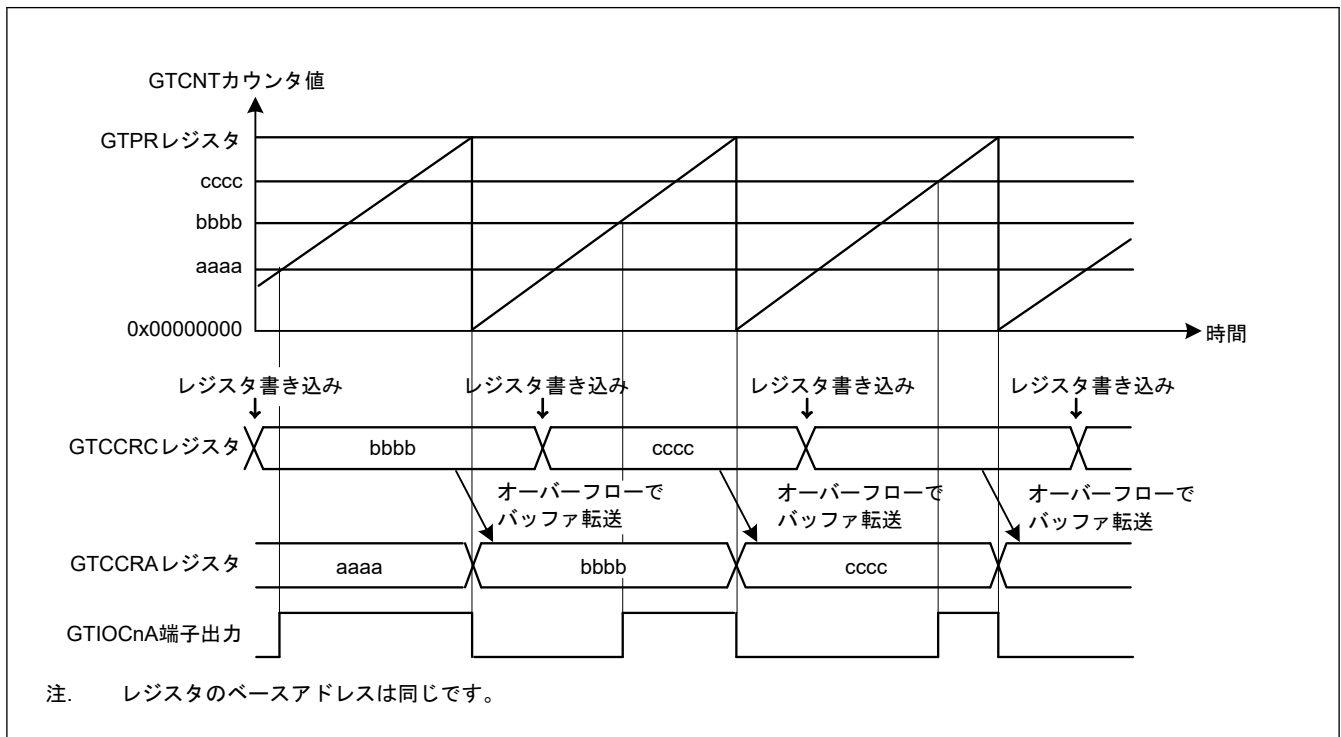 GTCNTカウンタ値
GTPRレジスタ
cccc
bbbb
aaaa
0x00000000
時間
レジスタ書き込み レジスタ書き込み レジスタ書き込み レジスタ書き込み
GTCCRCレジスタ bbbb cccc
オーバーフローで オーバーフローで オーバーフローで
バッファ転送 バッファ転送 バッファ転送
GTCCRAレジスタ aaaa bbbb cccc
GTIOCnA端子出力
注. レジスタのベースアドレスは同じです。